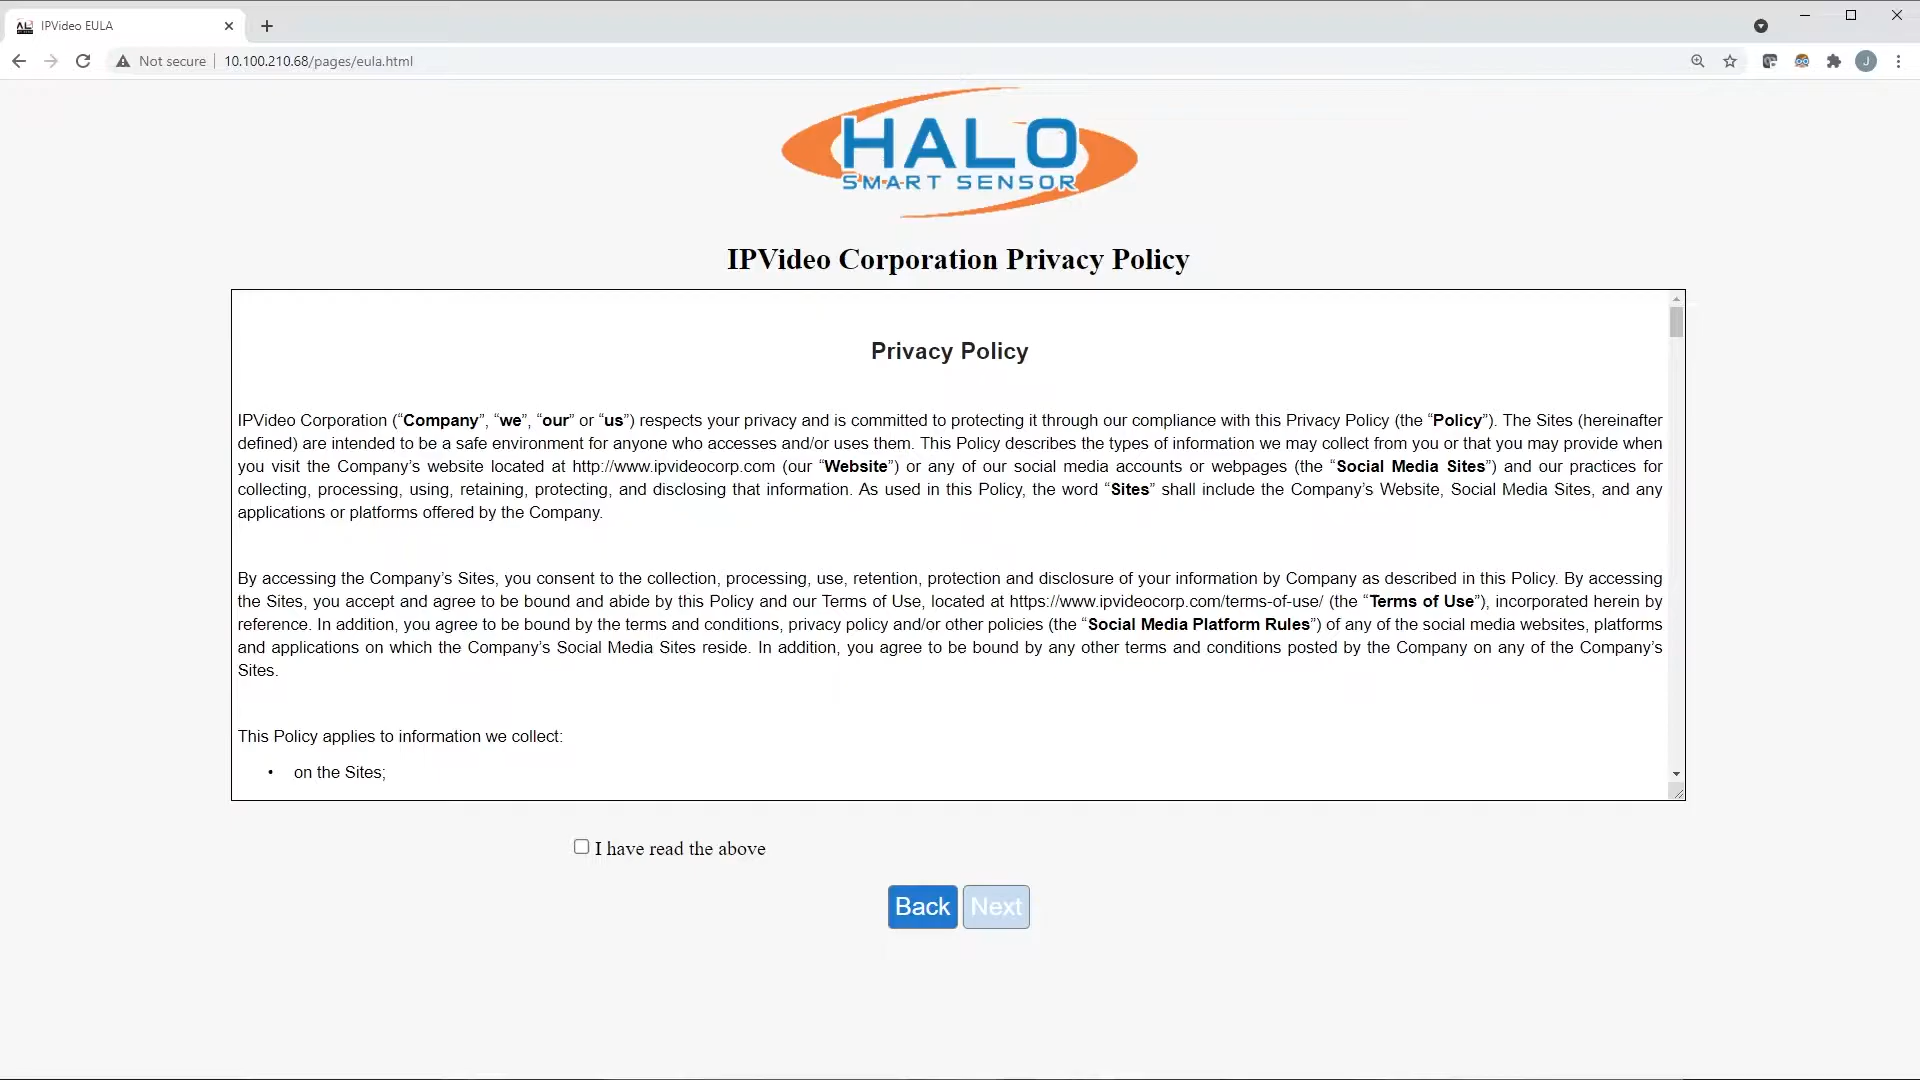 IPVideo EULA
Not secure
10.100.210.68/pages/eula.html
J
HALO
SMART SENSOR
IPVideo Corporation Privacy Policy
Privacy Policy
IPVideo Corporation (“Company”, “we”, “our” or “us”) respects your privacy and is committed to protecting it through our compliance with this Privacy Policy (the “Policy”). The Sites (hereinafter
defined) are intended to be a safe environment for anyone who accesses and/or uses them. This Policy describes the types of information we may collect from you or that you may provide when
you visit the Company’s website located at http://www.ipvideocorp.com (our “Website”) or any of our social media accounts or webpages (the “Social Media Sites”) and our practices for
collecting, processing, using, retaining, protecting, and disclosing that information. As used in this Policy, the word “Sites” shall include the Company’s Website, Social Media Sites, and any
applications or platforms offered by the Company.
By accessing the Company’s Sites, you consent to the collection, processing, use, retention, protection and disclosure of your information by Company as described in this Policy. By accessing
the Sites, you accept and agree to be bound and abide by this Policy and our Terms of Use, located at https://www.ipvideocorp.com/terms-of-use/ (the “Terms of Use”), incorporated herein by
reference. In addition, you agree to be bound by the terms and conditions, privacy policy and/or other policies (the “Social Media Platform Rules”) of any of the social media websites, platforms
and applications on which the Company’s Social Media Sites reside. In addition, you agree to be bound by any other terms and conditions posted by the Company on any of the Company’s
Sites.
This Policy applies to information we collect:
• on the Sites;
I have read the above
Back Next